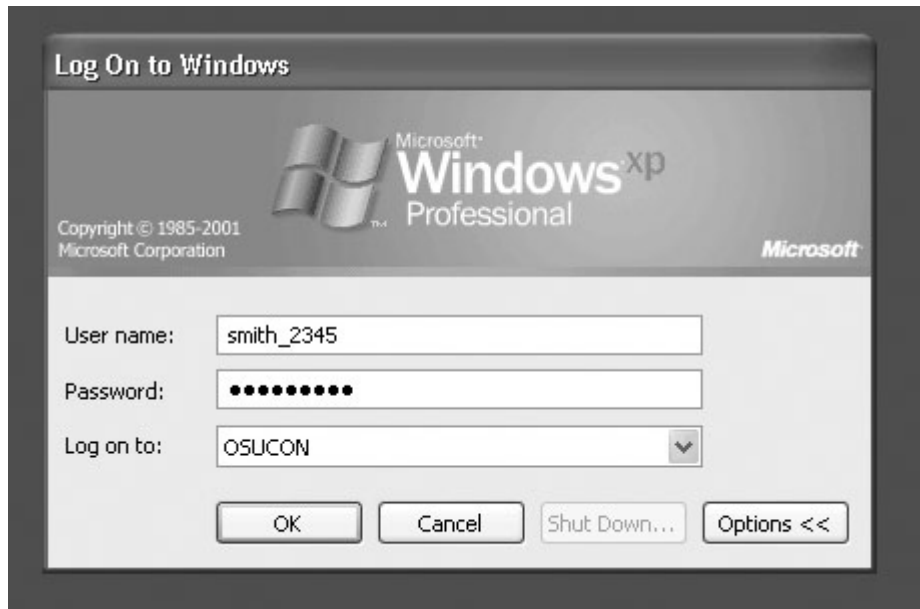 Log On to Windows
Microsoft®
Windows xp
Professional
Copyright © 1985-2001
Microsoft Corporation
Microsoft
User name: smith_2345
Password: •••••••••
Log on to: OSUCON
OK Cancel Shut Down... Options <<